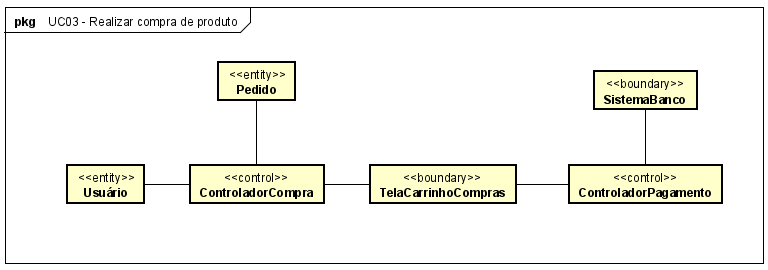 pkg UC03 - Realizar compra de produto
<<entity>>
Pedido
<<boundary>>
SistemaBanco
<<entity>>
Usuário
<<control>>
ControladorCompra
<<boundary>>
TelaCarrinhoCompras
<<control>>
ControladorPagamento